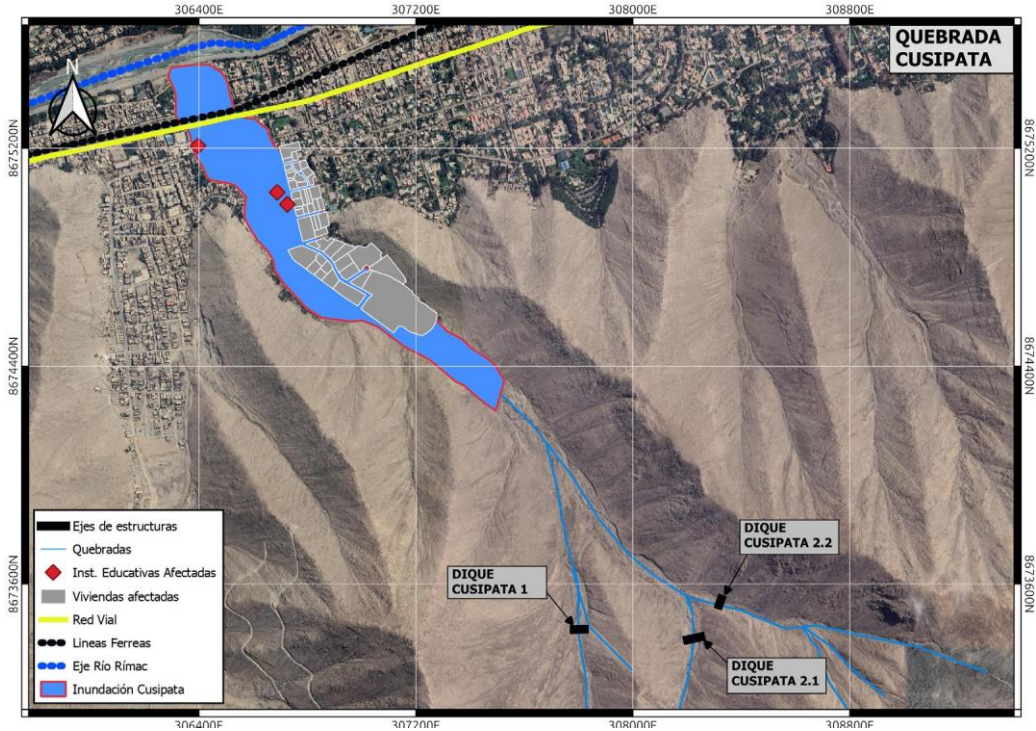 306400E
307200E
308000E
308800E
QUEBRADA
CUSIPATA
N
8675200N
8675200N
8674400N
8674400N
8673600N
8673600N
DIQUE
CUSIPATA 2.2
DIQUE
CUSIPATA 1
DIQUE
CUSIPATA 2.1
Ejes de estructuras
Quebradas
Inst. Educativas Afectadas
Viviendas afectadas
Red Vial
Lineas Ferreas
Eje Río Rímac
Inundación Cusipata
306400E
307200E
308000E
308800E